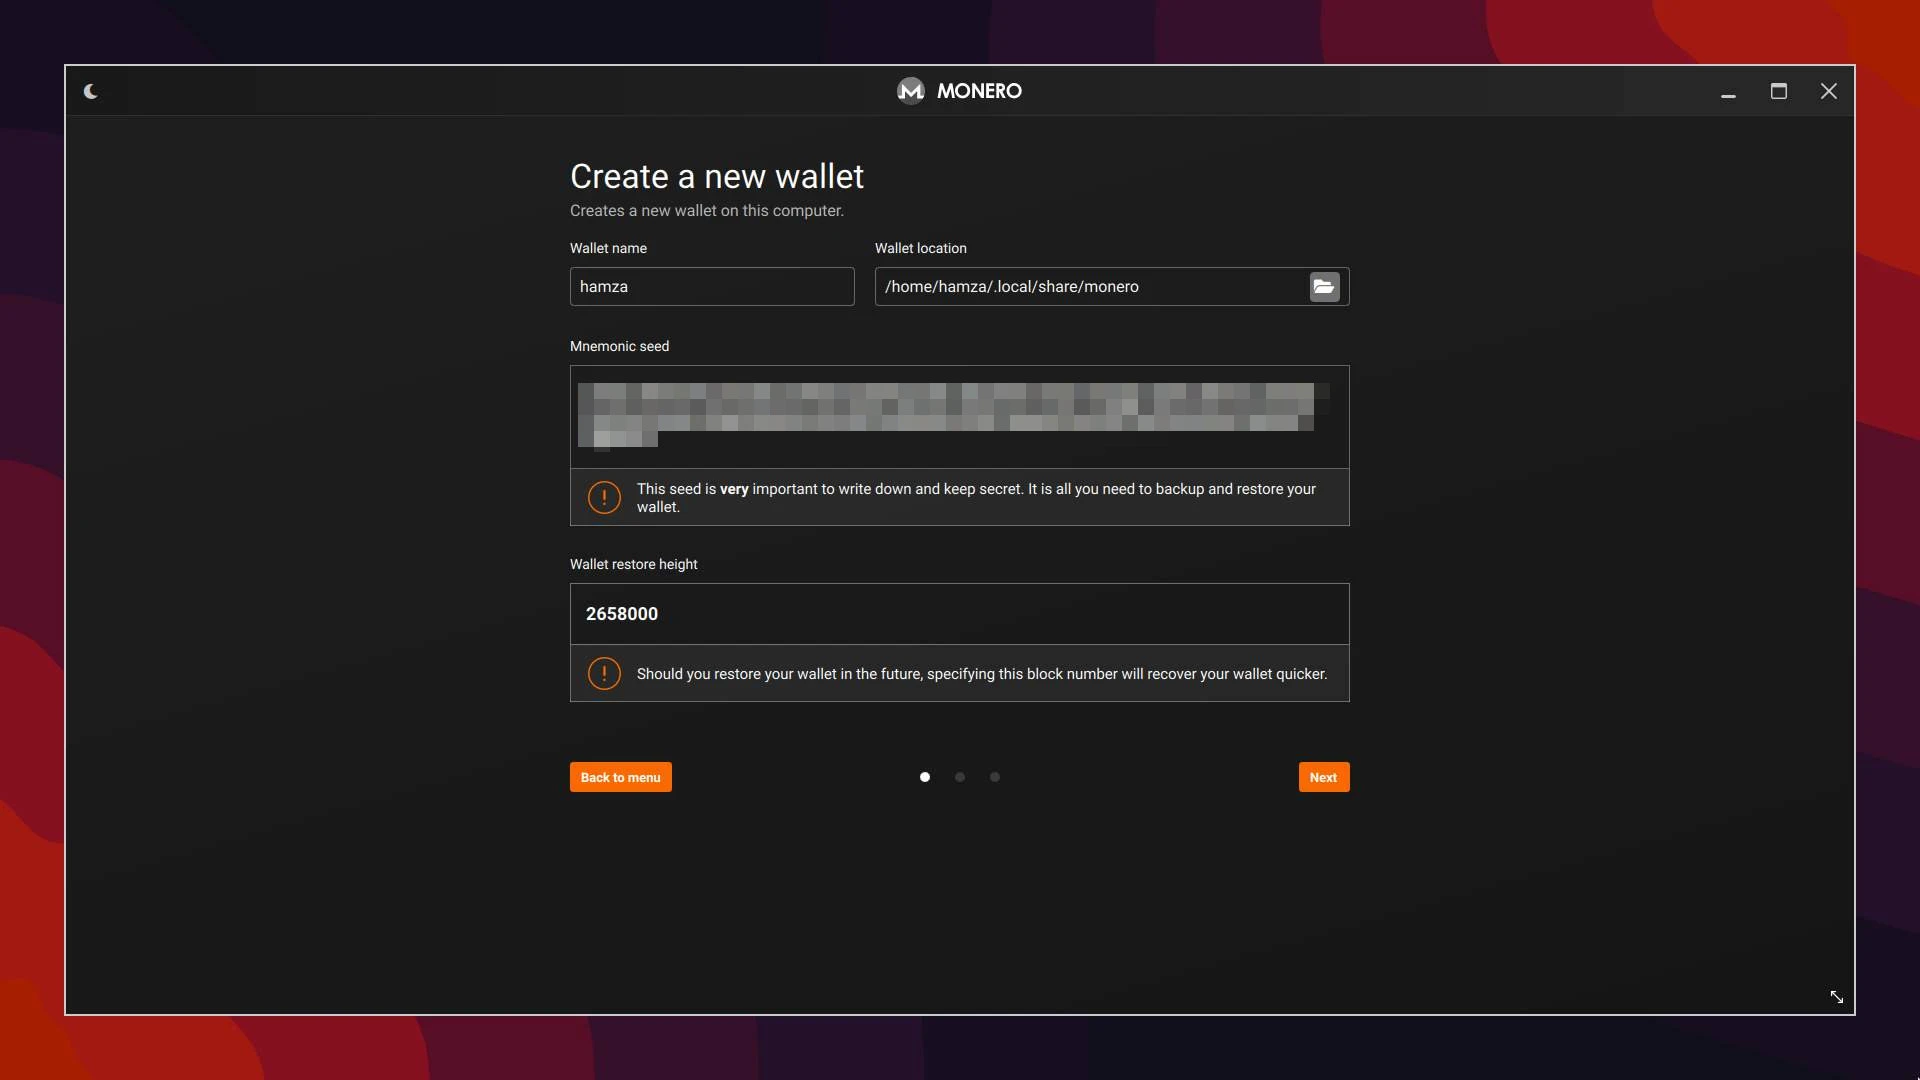 MONERO
Create a new wallet
Creates a new wallet on this computer.
Wallet name
Wallet location
hamza
/home/hamza/.local/share/monero
Mnemonic seed
This seed is very important to write down and keep secret. It is all you need to backup and restore your
wallet.
Wallet restore height
2658000
Should you restore your wallet in the future, specifying this block number will recover your wallet quicker.
Back to menu
Next